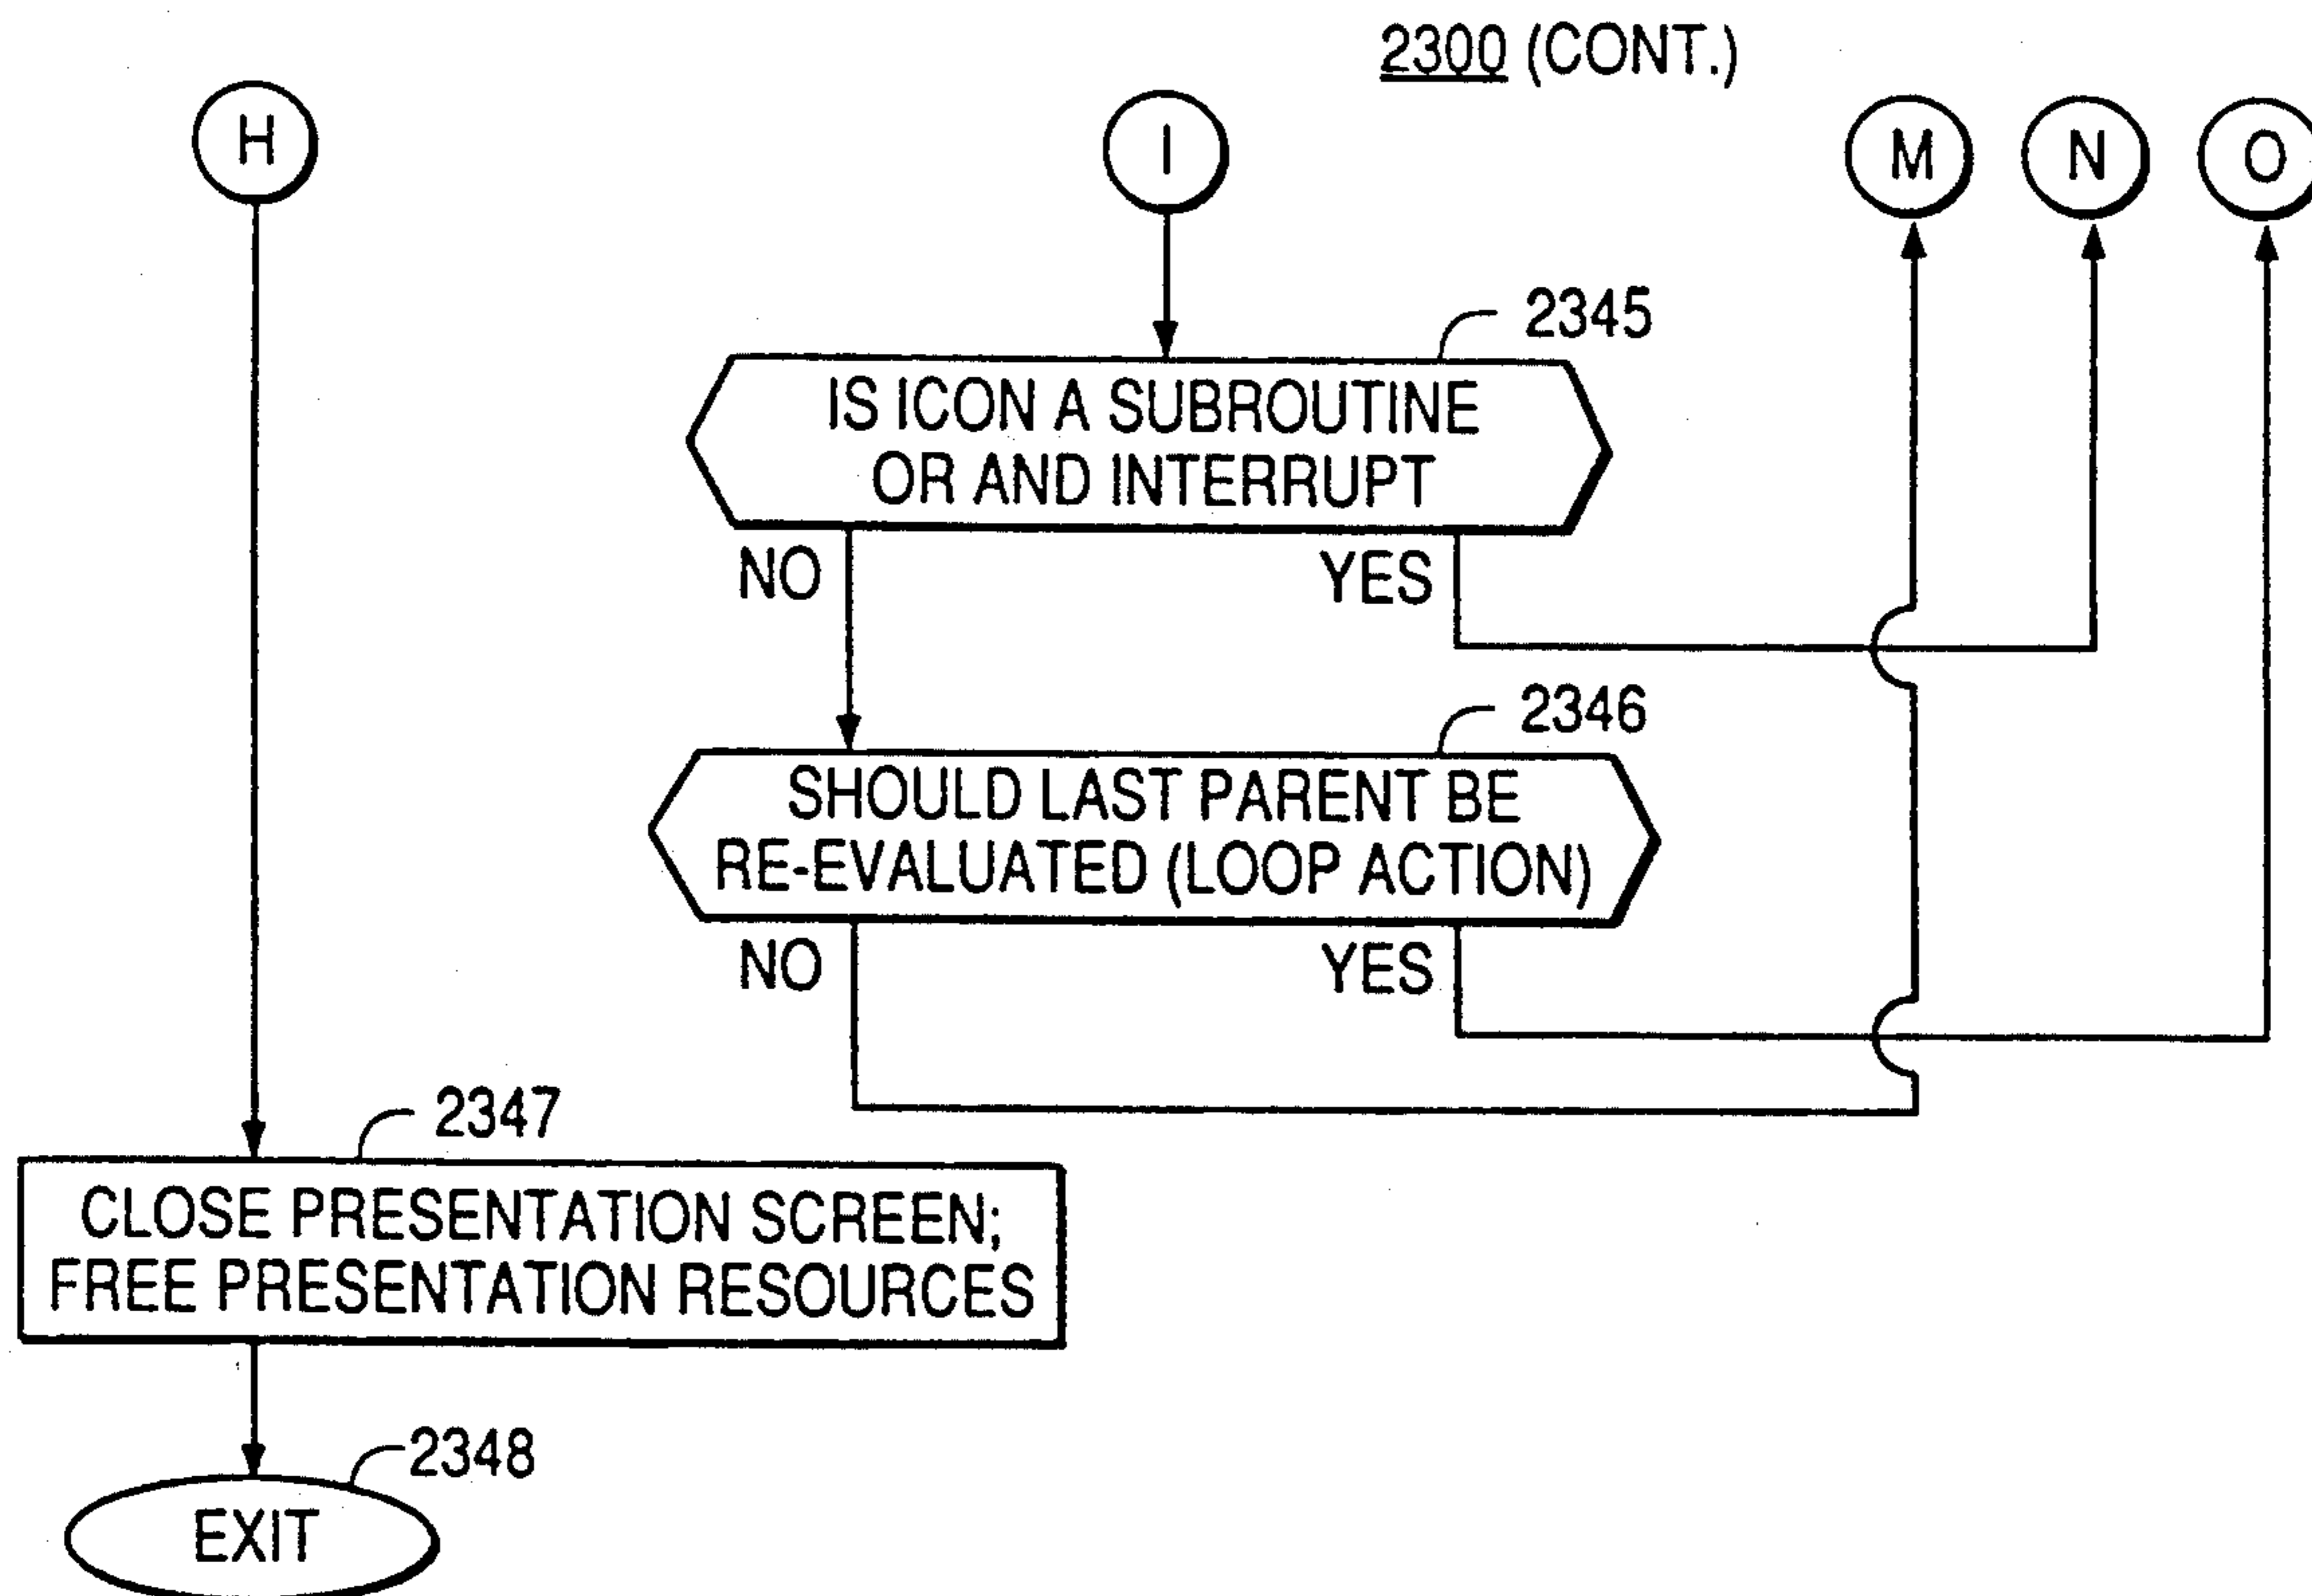 2300 (CONT.)
H
I
M
N
O
2345
IS ICON A SUBROUTINE
OR AND INTERRUPT
NO
YES
2346
SHOULD LAST PARENT BE
RE-EVALUATED (LOOP ACTION)
NO
YES
2347
CLOSE PRESENTATION SCREEN;
FREE PRESENTATION RESOURCES
2348
EXIT